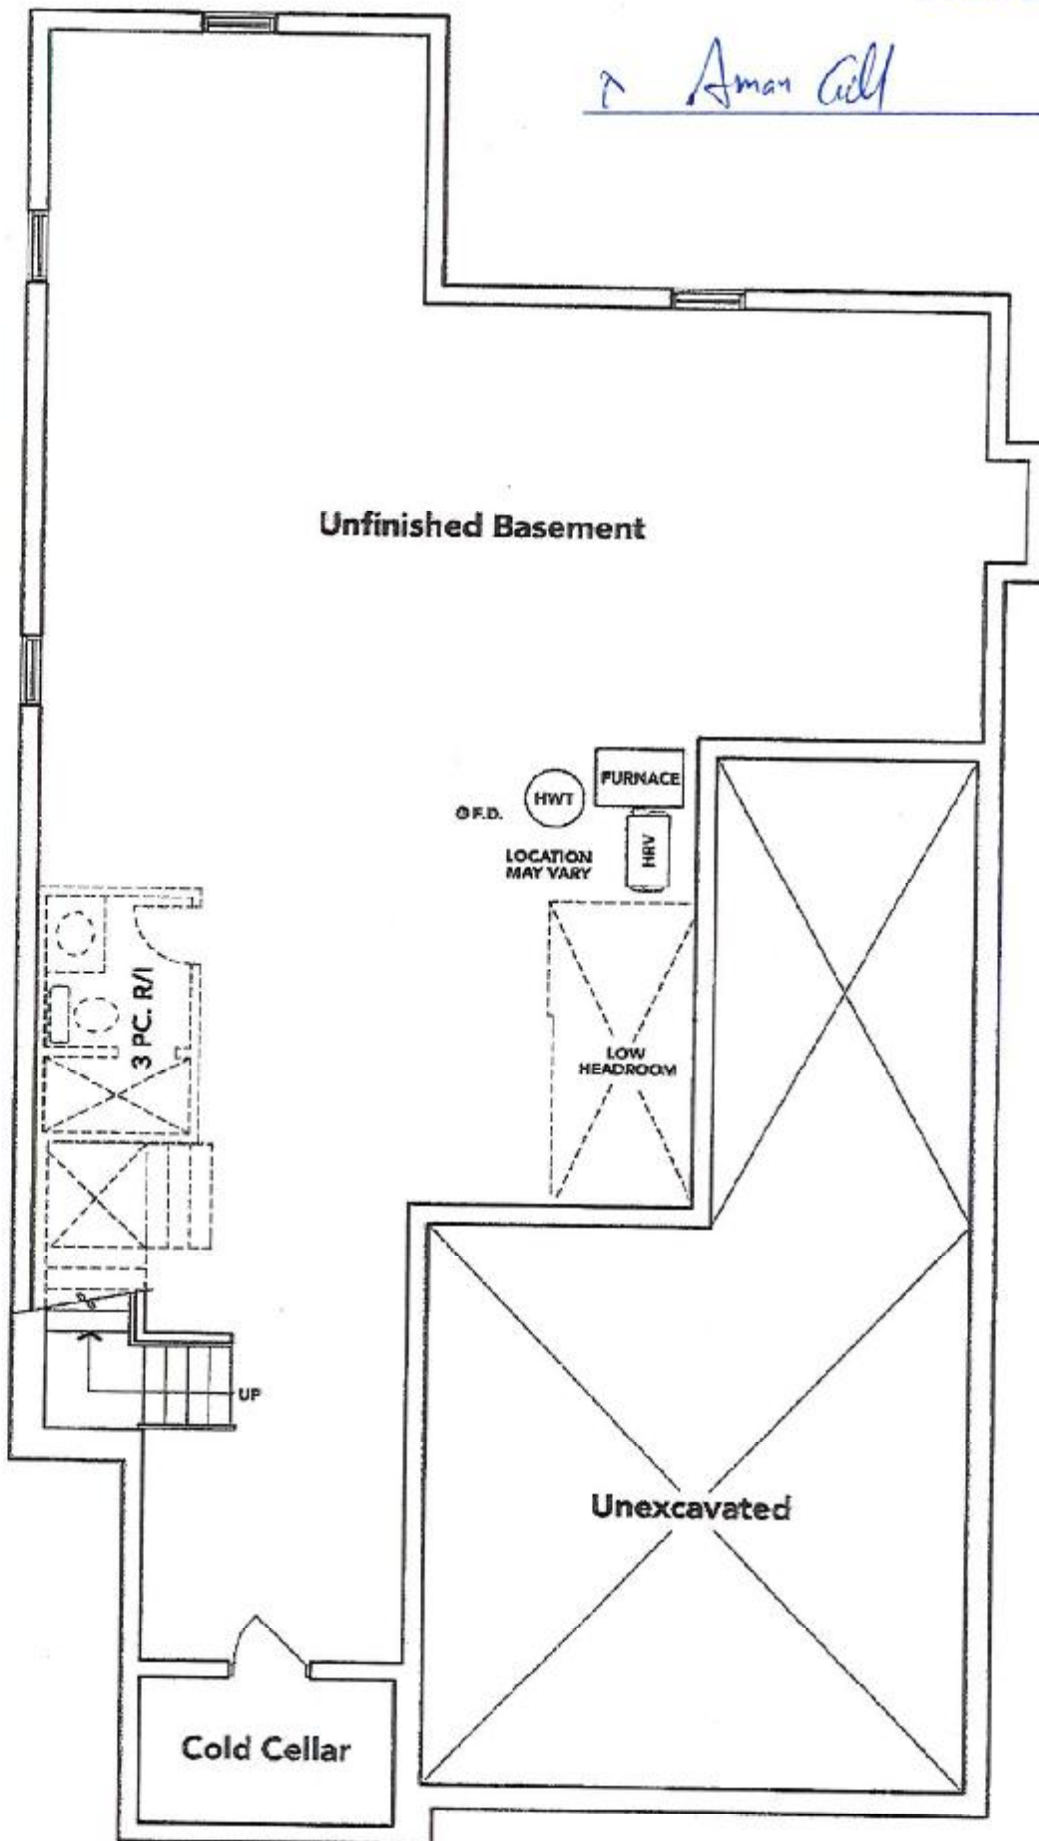 Aman Gill
Unfinished Basement
FURNACE
HWT
F.D.
HRV
LOCATION
MAY VARY
3 PC. R/I
LOW
HEADROOM
UP
Unexcavated
Cold Cellar